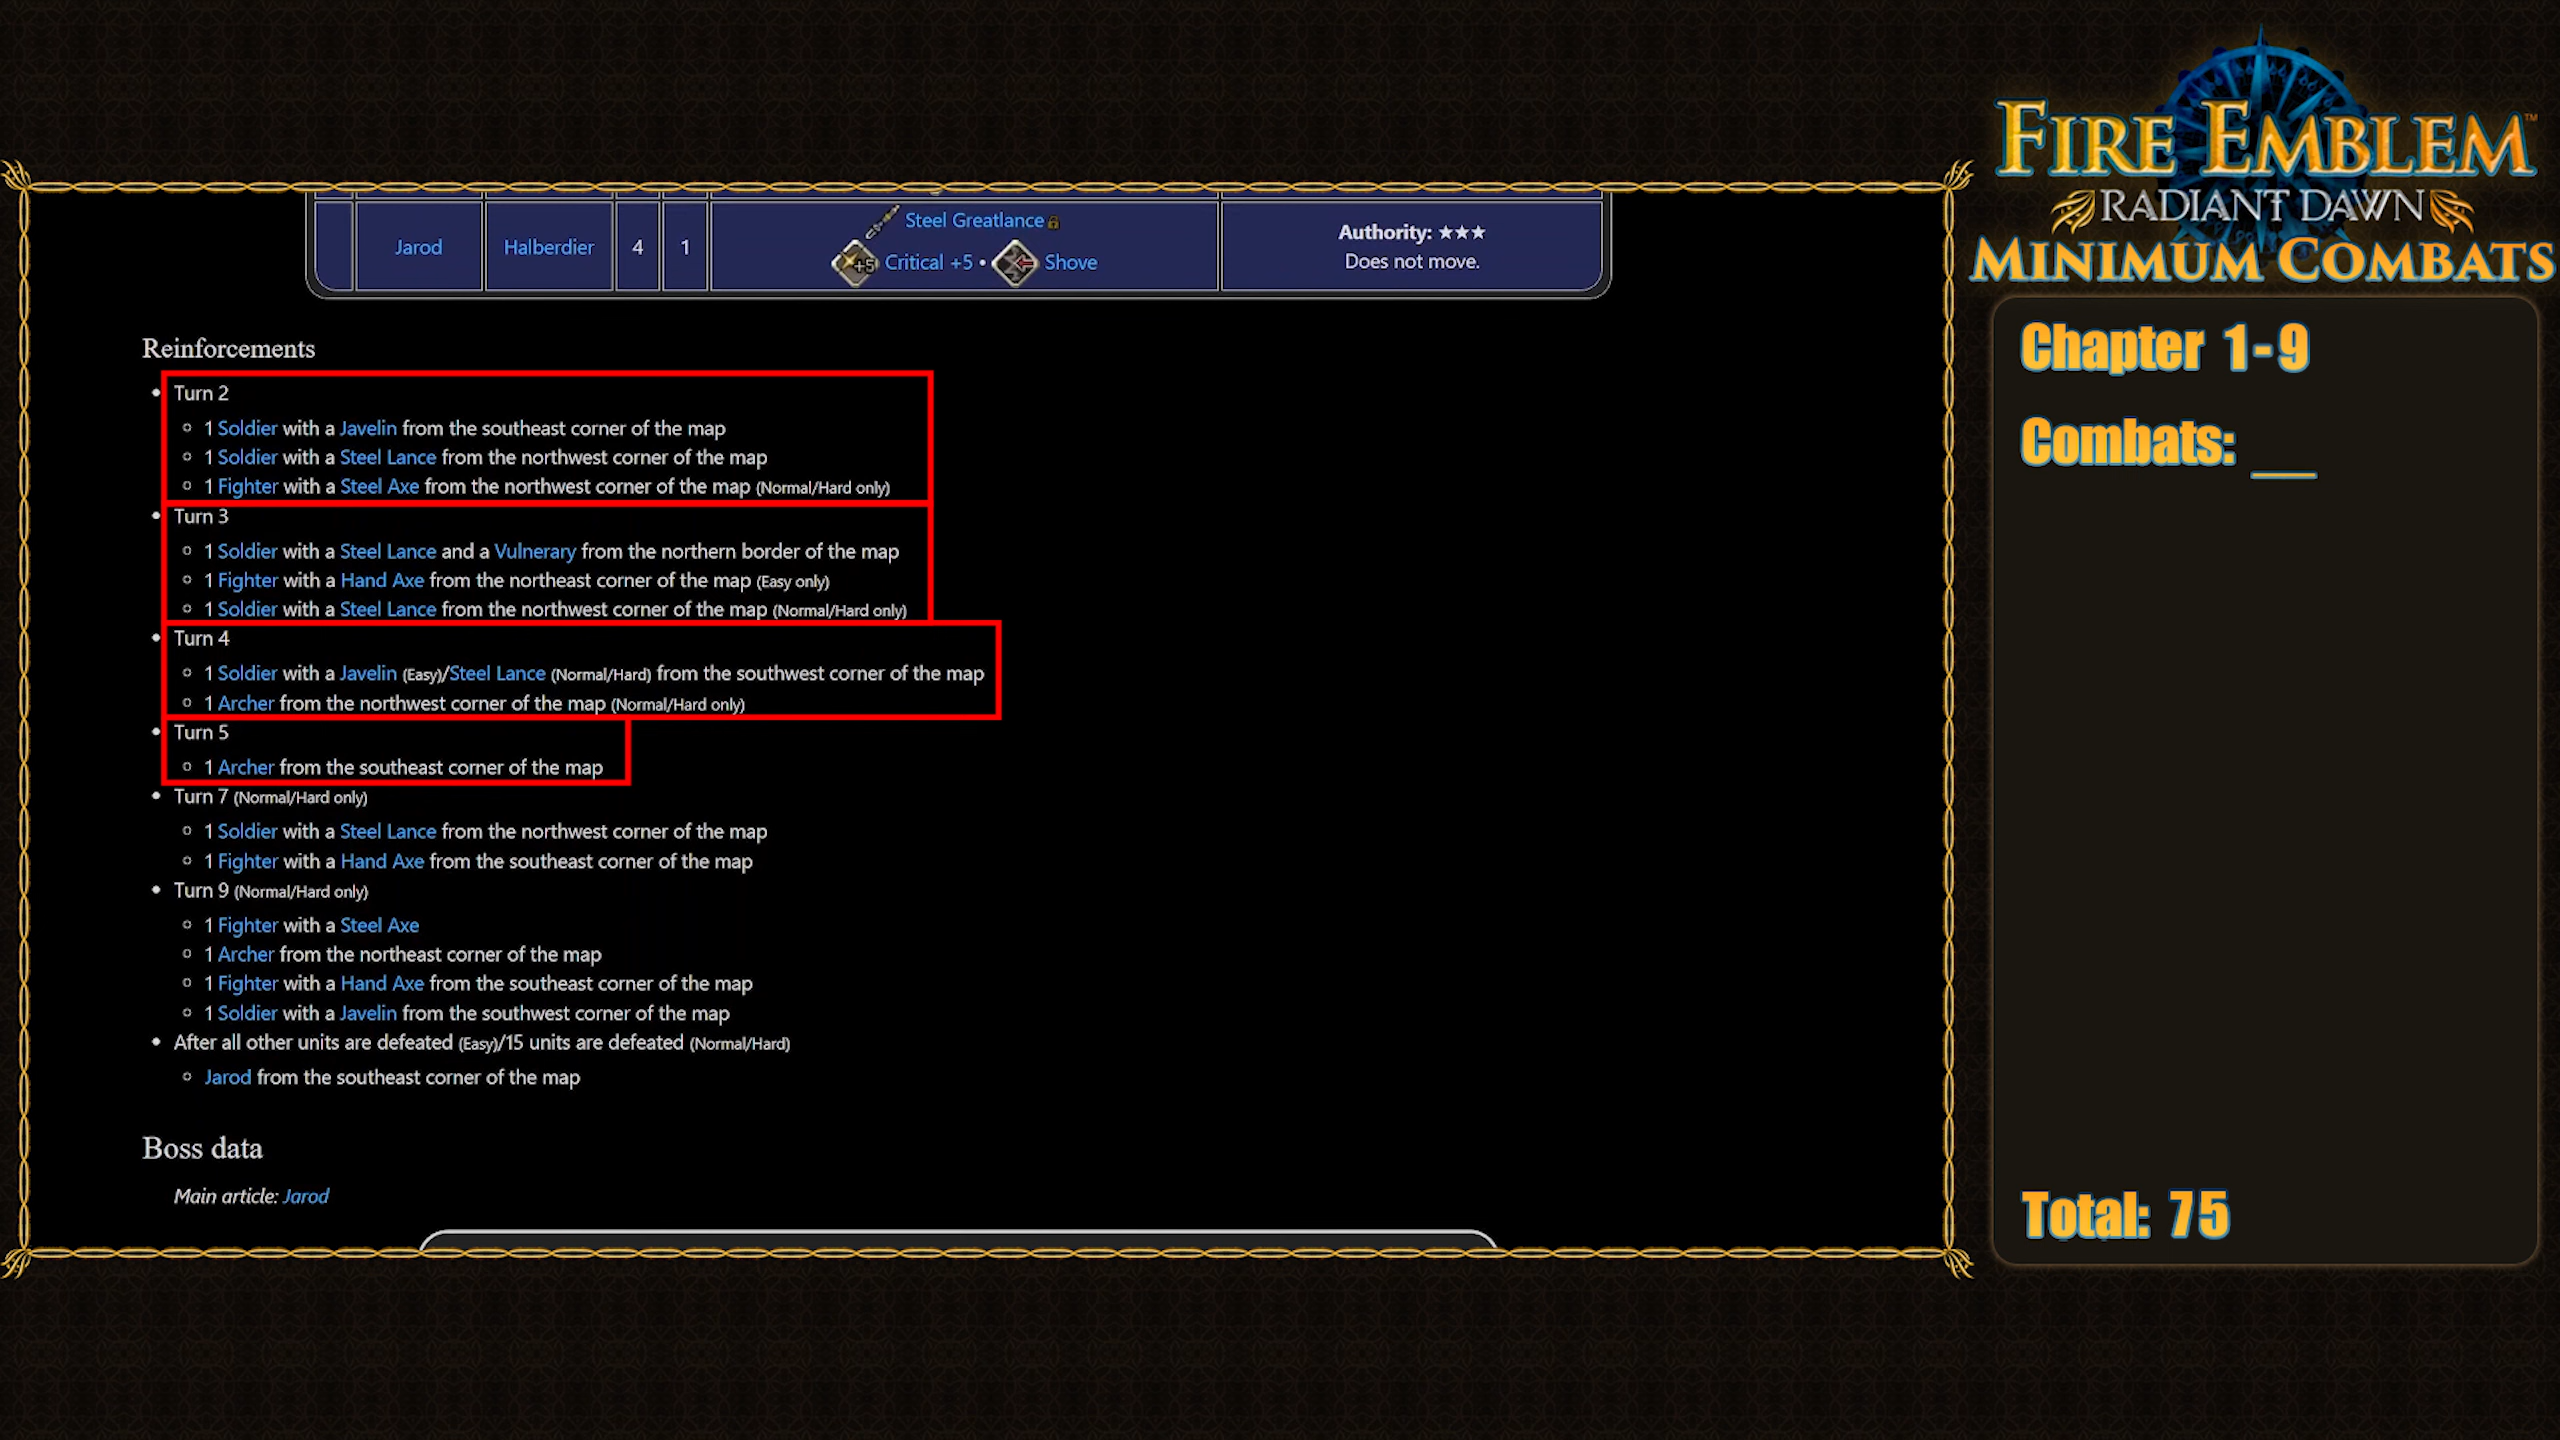 FIRE EMBLEM™
RADIANT DAWN
MINIMUM COMBATS
Jarod
Halberdier
4
1
Steel Greatlance
+5 Critical +5 • Shove
Authority: ★★★
Does not move.
Reinforcements
• Turn 2
1 Soldier with a Javelin from the southeast corner of the map
1 Soldier with a Steel Lance from the northwest corner of the map
1 Fighter with a Steel Axe from the northwest corner of the map (Normal/Hard only)
• Turn 3
1 Soldier with a Steel Lance and a Vulnerary from the northern border of the map
1 Fighter with a Hand Axe from the northeast corner of the map (Easy only)
1 Soldier with a Steel Lance from the northwest corner of the map (Normal/Hard only)
• Turn 4
1 Soldier with a Javelin (Easy)/Steel Lance (Normal/Hard) from the southwest corner of the map
1 Archer from the northwest corner of the map (Normal/Hard only)
• Turn 5
1 Archer from the southeast corner of the map
• Turn 7 (Normal/Hard only)
1 Soldier with a Steel Lance from the northwest corner of the map
1 Fighter with a Hand Axe from the southeast corner of the map
• Turn 9 (Normal/Hard only)
1 Fighter with a Steel Axe
1 Archer from the northeast corner of the map
1 Fighter with a Hand Axe from the southeast corner of the map
1 Soldier with a Javelin from the southwest corner of the map
• After all other units are defeated (Easy)/15 units are defeated (Normal/Hard)
Jarod from the southeast corner of the map
Boss data
Main article: Jarod
Chapter 1-9
Combats: __
Total: 75